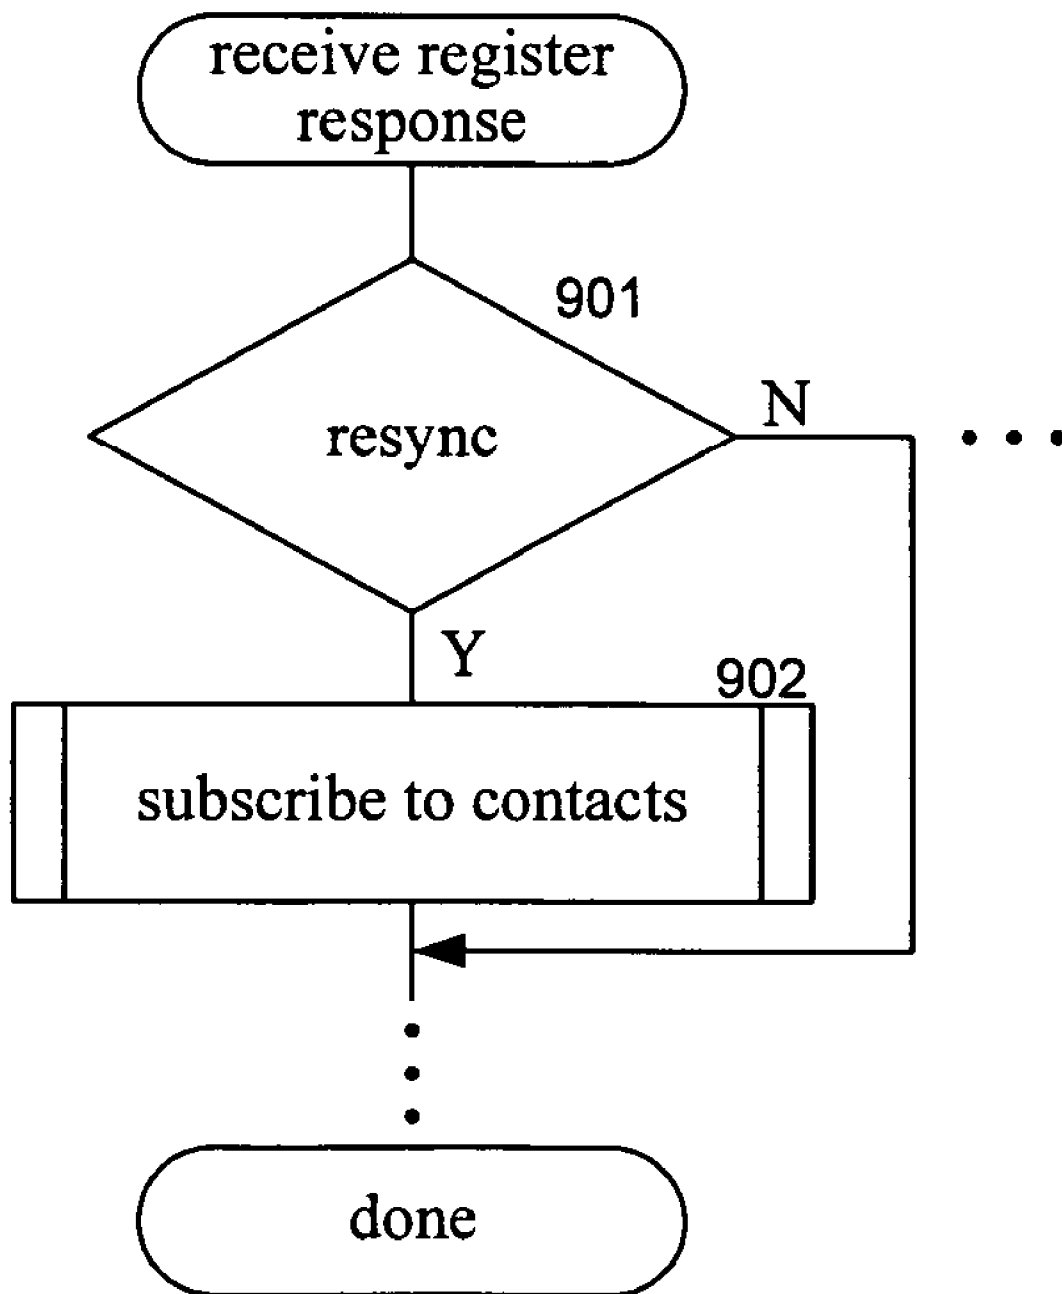 receive register
response
901
resync
N
Y
902
subscribe to contacts
done